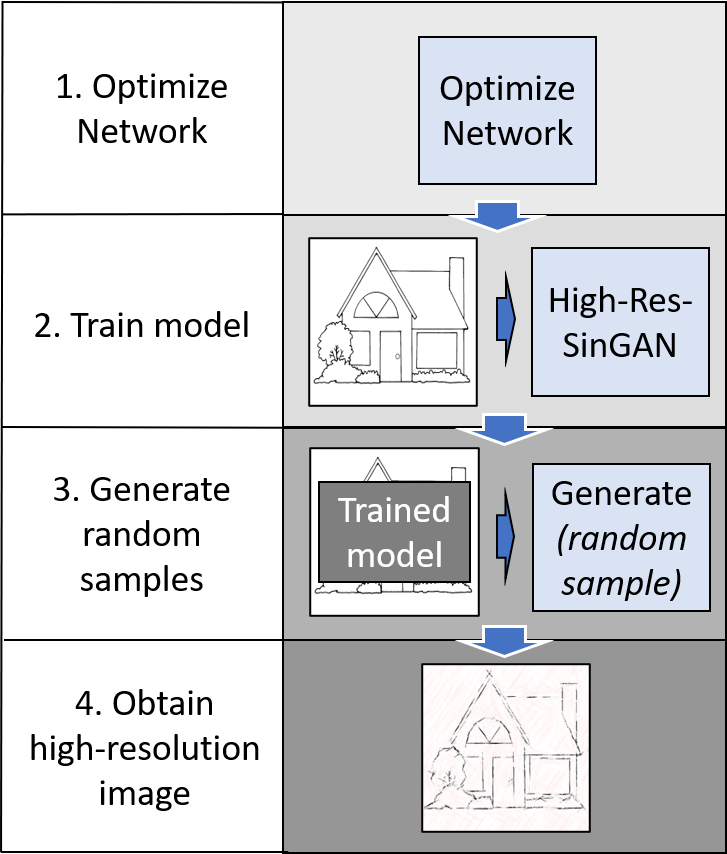 1. Optimize
Network
Optimize
Network
2. Train model
High-Res-
SinGAN
3. Generate
random
samples
Trained
model
Generate
(random
sample)
4. Obtain
high-resolution
image